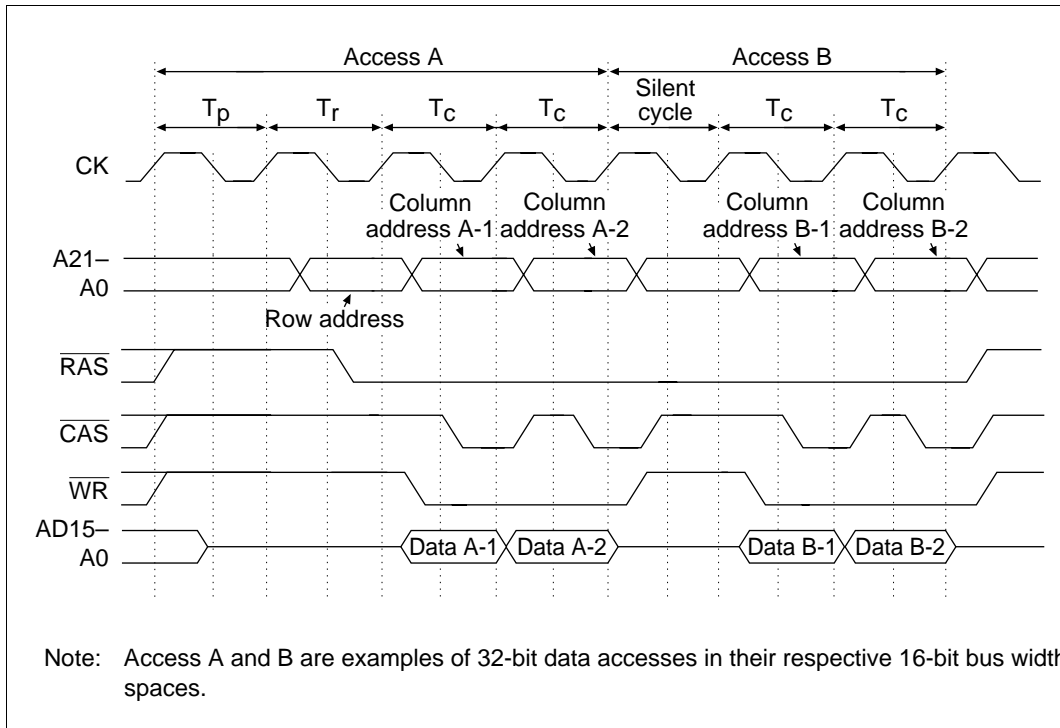 Access A
Access B
Tp
Tr
Tc
Tc
Silent
cycle
Tc
Tc
CK
Column
address A-1
Column
address A-2
Column
address B-1
Column
address B-2
A21–
A0
Row address
RAS
CAS
WR
AD15–
A0
Data A-1
Data A-2
Data B-1
Data B-2
Note: Access A and B are examples of 32-bit data accesses in their respective 16-bit bus width
spaces.